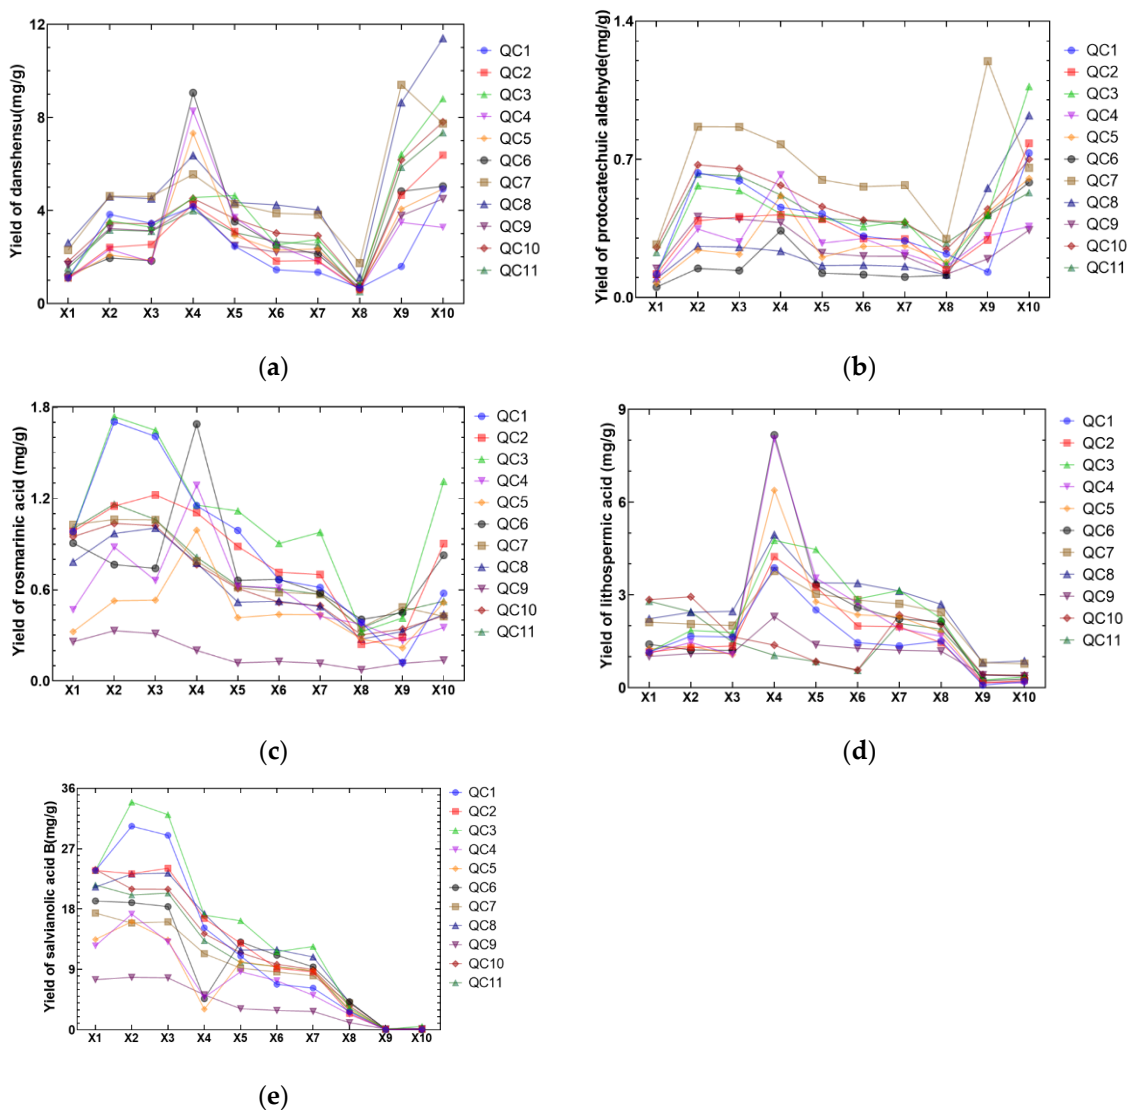 Yield of danshensu(mg/g)
12
8
4
0
X1 X2 X3 X4 X5 X6 X7 X8 X9 X10
QC1
QC2
QC3
QC4
QC5
QC6
QC7
QC8
QC9
QC10
QC11
(a)
Yield of protocatechuic aldehyde(mg/g)
1.4
0.7
0.0
X1 X2 X3 X4 X5 X6 X7 X8 X9 X10
QC1
QC2
QC3
QC4
QC5
QC6
QC7
QC8
QC9
QC10
QC11
(b)
Yield of rosmarinic acid (mg/g)
1.8
1.2
0.6
0.0
X1 X2 X3 X4 X5 X6 X7 X8 X9 X10
QC1
QC2
QC3
QC4
QC5
QC6
QC7
QC8
QC9
QC10
QC11
(c)
Yield of lithospermic acid (mg/g)
9
6
3
0
X1 X2 X3 X4 X5 X6 X7 X8 X9 X10
QC1
QC2
QC3
QC4
QC5
QC6
QC7
QC8
QC9
QC10
QC11
(d)
Yield of salvianolic acid B(mg/g)
36
27
18
9
0
X1 X2 X3 X4 X5 X6 X7 X8 X9 X10
QC1
QC2
QC3
QC4
QC5
QC6
QC7
QC8
QC9
QC10
QC11
(e)